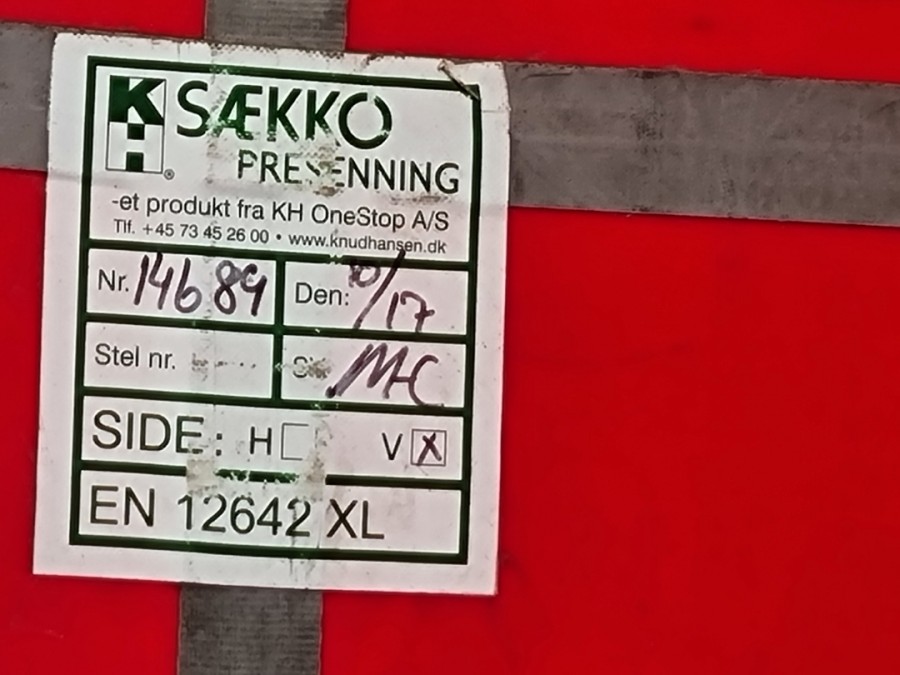 KH®
SÆKKO
PRESENNING
-et produkt fra KH OneStop A/S
Tlf. +45 73 45 26 00 • www.knudhansen.dk
Nr. 14689 Den: 10/17
Stel nr.
SIDE: H V X
EN 12642 XL